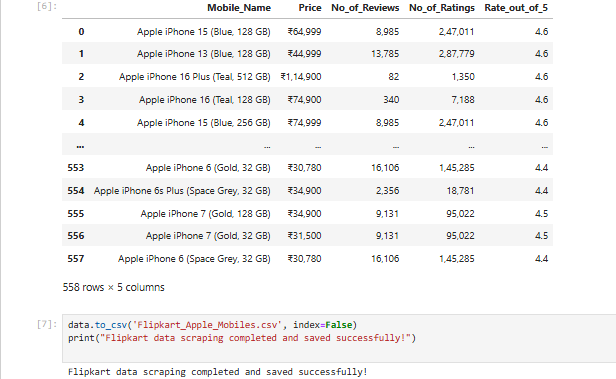 [6]: Mobile_Name Price No_of_Reviews No_of_Ratings Rate_out_of_5
0 Apple iPhone 15 (Blue, 128 GB) ₹64,999 8,985 2,47,011 4.6
1 Apple iPhone 13 (Blue, 128 GB) ₹44,999 13,785 2,87,779 4.6
2 Apple iPhone 16 Plus (Teal, 512 GB) ₹1,14,900 82 1,350 4.6
3 Apple iPhone 16 (Teal, 128 GB) ₹74,900 340 7,188 4.6
4 Apple iPhone 15 (Blue, 256 GB) ₹74,999 8,985 2,47,011 4.6
... ... ... ... ... ...
553 Apple iPhone 6 (Gold, 32 GB) ₹30,780 16,106 1,45,285 4.4
554 Apple iPhone 6s Plus (Space Grey, 32 GB) ₹34,900 2,356 18,781 4.4
555 Apple iPhone 7 (Gold, 128 GB) ₹34,900 9,131 95,022 4.5
556 Apple iPhone 7 (Gold, 32 GB) ₹31,500 9,131 95,022 4.5
557 Apple iPhone 6 (Space Grey, 32 GB) ₹30,780 16,106 1,45,285 4.4
558 rows × 5 columns
[7]: data.to_csv('Flipkart_Apple_Mobiles.csv', index=False)
print("Flipkart data scraping completed and saved successfully!")
Flipkart data scraping completed and saved successfully!